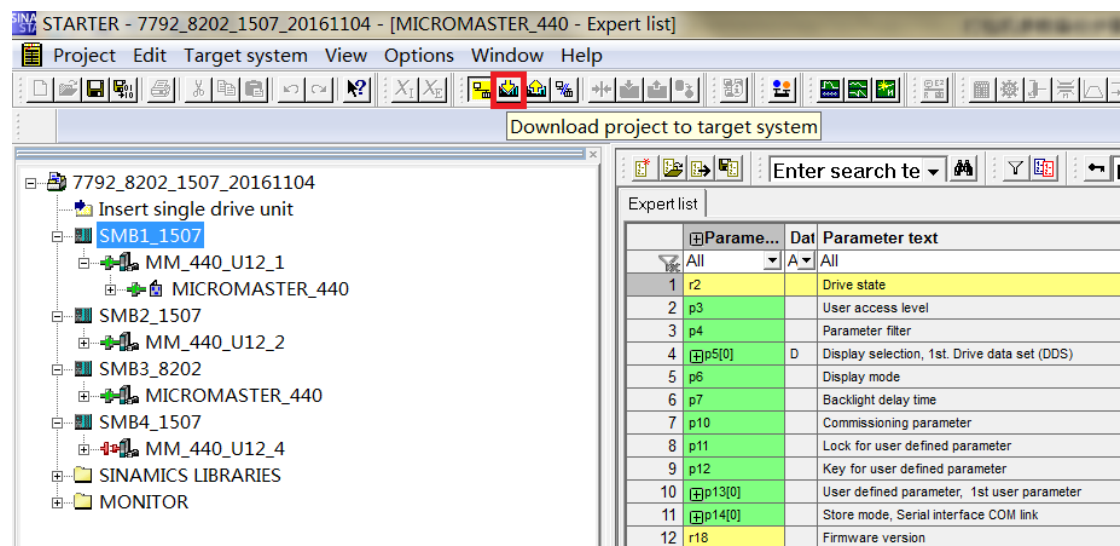 STARTER - 7792_8202_1507_20161104 - [MICROMASTER_440 - Expert list]
Project Edit Target system View Options Window Help
Download project to target system
7792_8202_1507_20161104
Insert single drive unit
SMB1_1507
MM_440_U12_1
MICROMASTER_440
SMB2_1507
MM_440_U12_2
SMB3_8202
MICROMASTER_440
SMB4_1507
MM_440_U12_4
SINAMICS LIBRARIES
MONITOR
Enter search te
Expert list
Parame... Dat Parameter text
All A All
1 r2 Drive state
2 p3 User access level
3 p4 Parameter filter
4 p5[0] D Display selection, 1st. Drive data set (DDS)
5 p6 Display mode
6 p7 Backlight delay time
7 p10 Commissioning parameter
8 p11 Lock for user defined parameter
9 p12 Key for user defined parameter
10 p13[0] User defined parameter, 1st user parameter
11 p14[0] Store mode, Serial interface COM link
12 r18 Firmware version